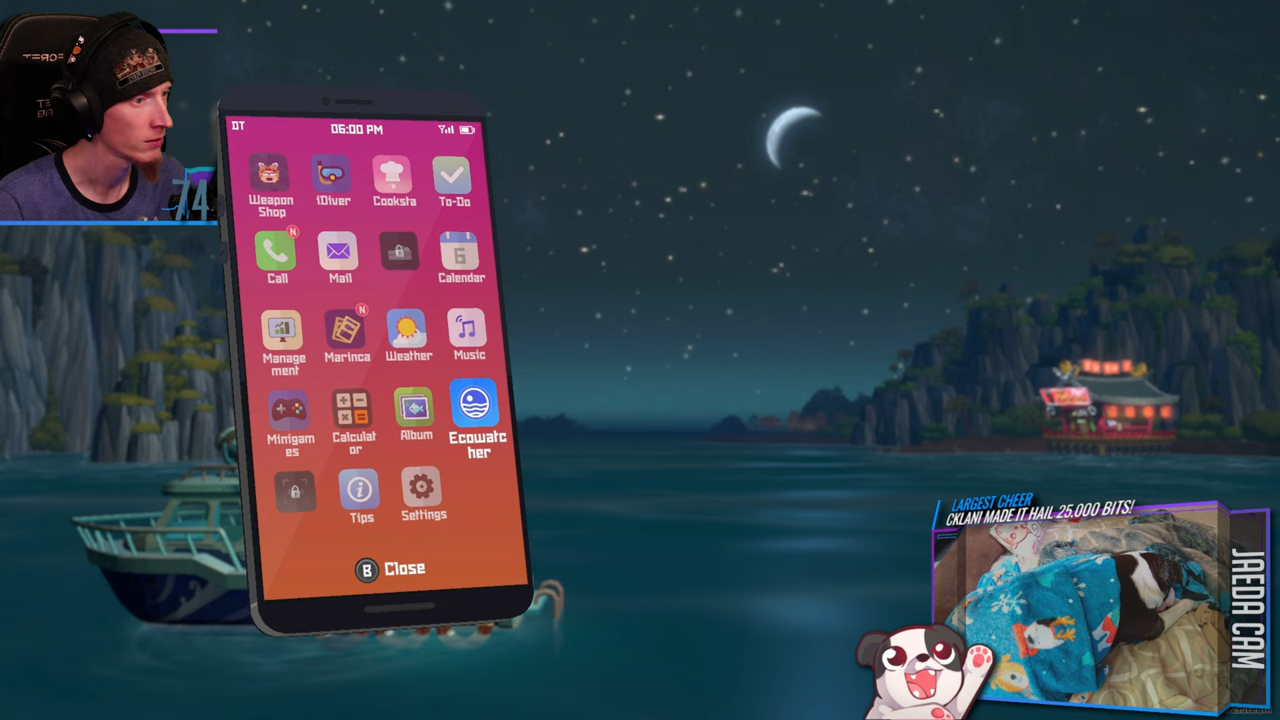 74
DT
06:00 PM
Weapon
Shop
iDiver
Cooksta
To-Do
N
Call
Mail
6
Calendar
Manage
ment
N
Marinca
Weather
Music
Minigam
es
Calculat
or
Album
Ecowatc
her
Tips
Settings
B Close
LARGEST CHEER
CKLANI MADE IT HAIL 25,000 BITS!
JAEDA CAM